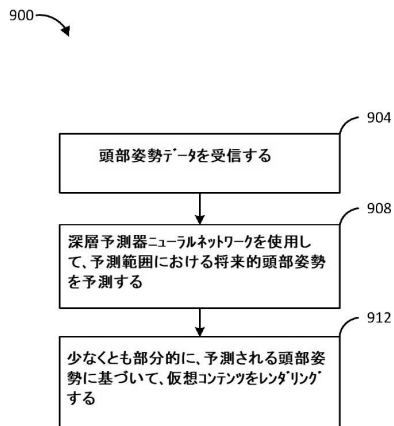 900
904
頭部姿勢データを受信する
908
深層予測器ニューラルネットワークを使用し
て、予測範囲における将来的頭部姿勢
を予測する
912
少なくとも部分的に、予測される頭部姿
勢に基づいて、仮想コンテンツをレンダリング
する